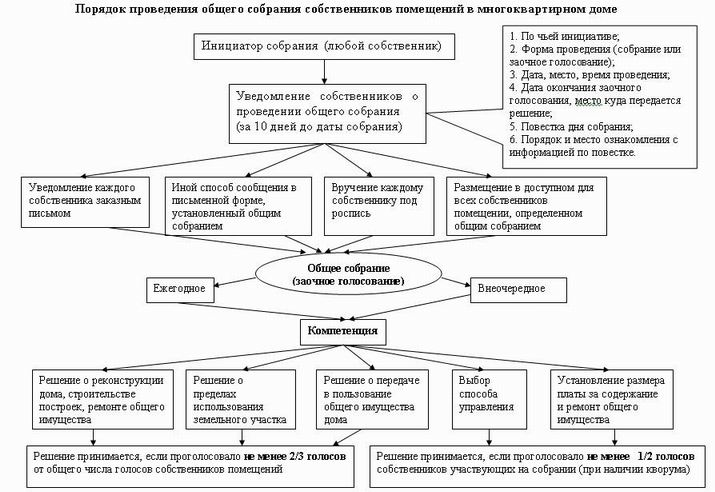 Порядок проведения общего собрания собственников помещений в многоквартирном доме
Инициатор собрания (любой собственник)
1. По чьей инициативе;
2. Форма проведения (собрание или
заочное голосование);
3. Дата, место, время проведения;
4. Дата окончания заочного
голосования, место куда передается
решение;
5. Повестка дня собрания;
6. Порядок и место ознакомления с
информацией по повестке.
Уведомление собственников о
проведении общего собрания
(за 10 дней до даты собрания)
Уведомление каждого
собственника заказным
письмом
Иной способ сообщения в
письменной форме,
установленный общим
собранием
Вручение каждому
собственнику под
роспись
Размещение в доступном для
всех собственников
помещении, определенном
общим собранием
Общее собрание
(заочное голосование)
Ежегодное
Внеочередное
Компетенция
Решение о реконструкции
дома, строительстве
построек, ремонте общего
имущества
Решение о
пределах
использования
земельного участка
Решение о передаче
в пользование
общего имущества
дома
Выбор
способа
управления
Установление размера
платы за содержание
и ремонт общего
имущества
Решение принимается, если проголосовало не менее 2/3 голосов
от общего числа голосов собственников помещений
Решение принимается, если проголосовало не менее 1/2 голосов
собственников участвующих на собрании (при наличии кворума)